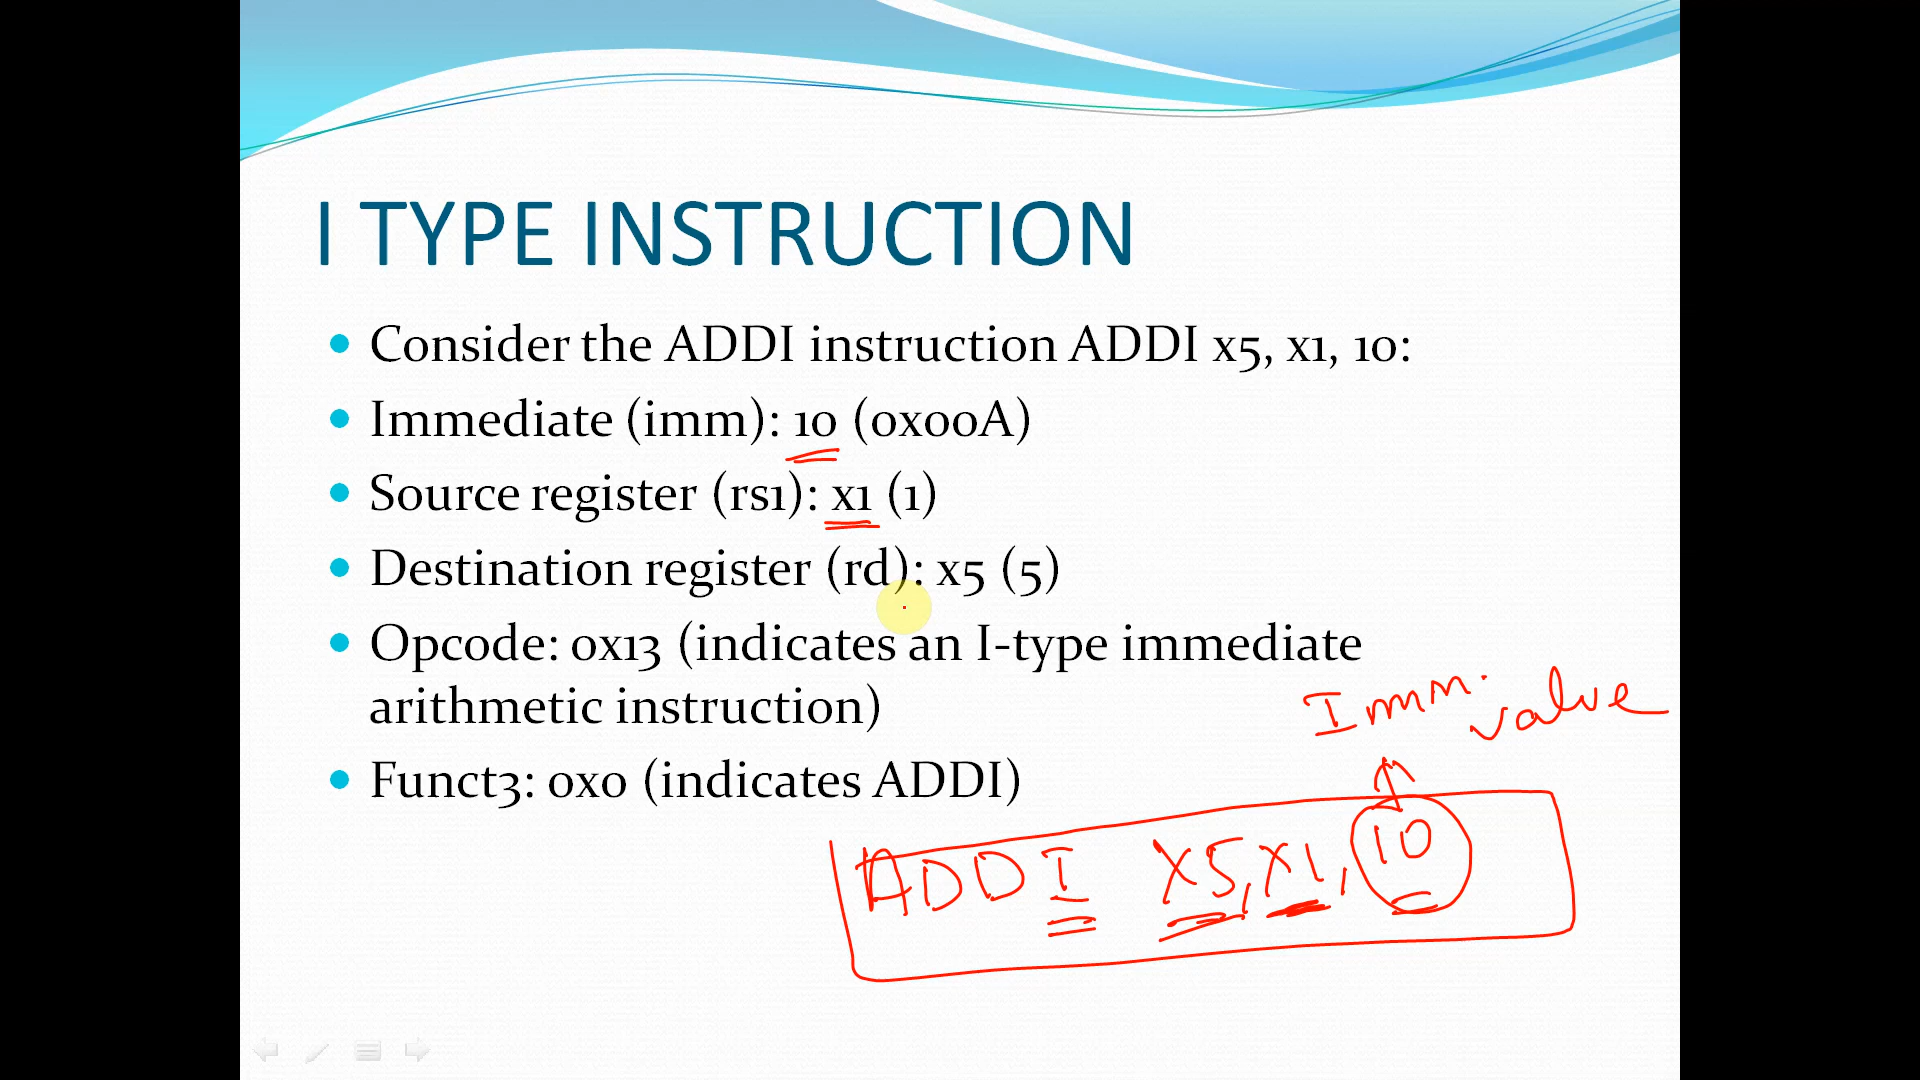 I TYPE INSTRUCTION
Consider the ADDI instruction ADDI x5, x1, 10:
Immediate (imm): 10 (0x00A)
Source register (rs1): x1 (1)
Destination register (rd): x5 (5)
Opcode: 0x13 (indicates an I-type immediate
arithmetic instruction)
Funct3: 0x0 (indicates ADDI)
Imm. value
ADDI X5, X1, 10